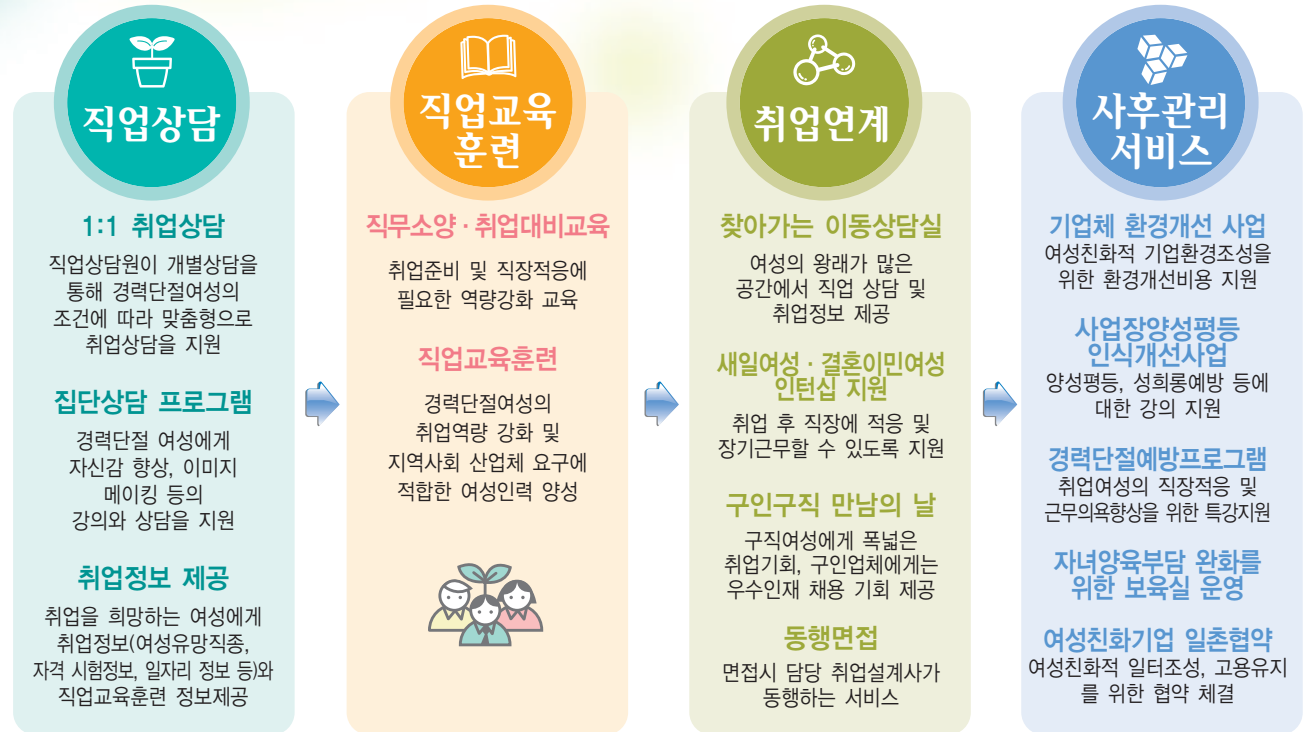 직업상담
1:1 취업상담
직업상담원이 개별상담을
통해 경력단절여성의
조건에 따라 맞춤형으로
취업상담을 지원
집단상담 프로그램
경력단절 여성에게
자신감 향상, 이미지
메이킹 등의
강의와 상담을 지원
취업정보 제공
취업을 희망하는 여성에게
취업정보(여성유망직종,
자격 시험정보, 일자리 정보 등)와
직업교육훈련 정보제공
직업교육
훈련
직무소양 · 취업대비교육
취업준비 및 직장적응에
필요한 역량강화 교육
직업교육훈련
경력단절여성의
취업역량 강화 및
지역사회 산업체 요구에
적합한 여성인력 양성
취업연계
찾아가는 이동상담실
여성의 왕래가 많은
공간에서 직업 상담 및
취업정보 제공
새일여성 · 결혼이민여성
인턴십 지원
취업 후 직장에 적응 및
장기근무할 수 있도록 지원
구인구직 만남의 날
구직여성에게 폭넓은
취업기회, 구인업체에게는
우수인재 채용 기회 제공
동행면접
면접시 담당 취업설계사가
동행하는 서비스
사후관리
서비스
기업체 환경개선 사업
여성친화적 기업환경조성을
위한 환경개선비용 지원
사업장양성평등
인식개선사업
양성평등, 성희롱예방 등에
대한 강의 지원
경력단절예방프로그램
취업여성의 직장적응 및
근무의욕향상을 위한 특강지원
자녀양육부담 완화를
위한 보육실 운영
여성친화기업 일촌협약
여성친화적 일터조성, 고용유지
를 위한 협약 체결